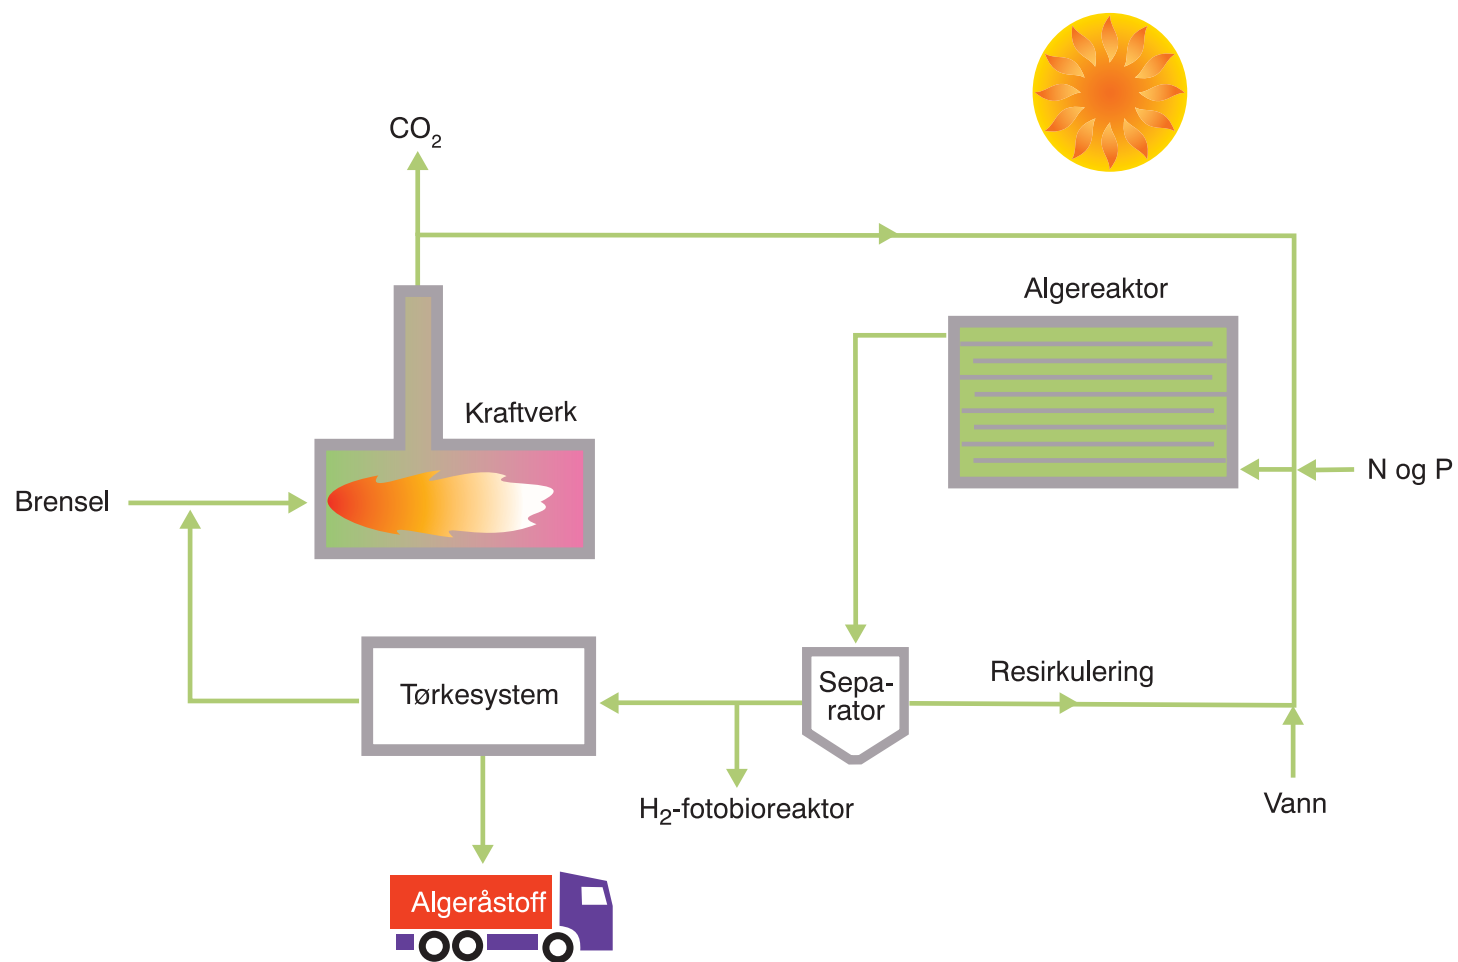 CO₂
Algereaktor
Kraftverk
N og P
Brensel
Resirkulering
Sepa-
rator
Tørkesystem
H₂-fotobioreaktor
Vann
Algeråstoff